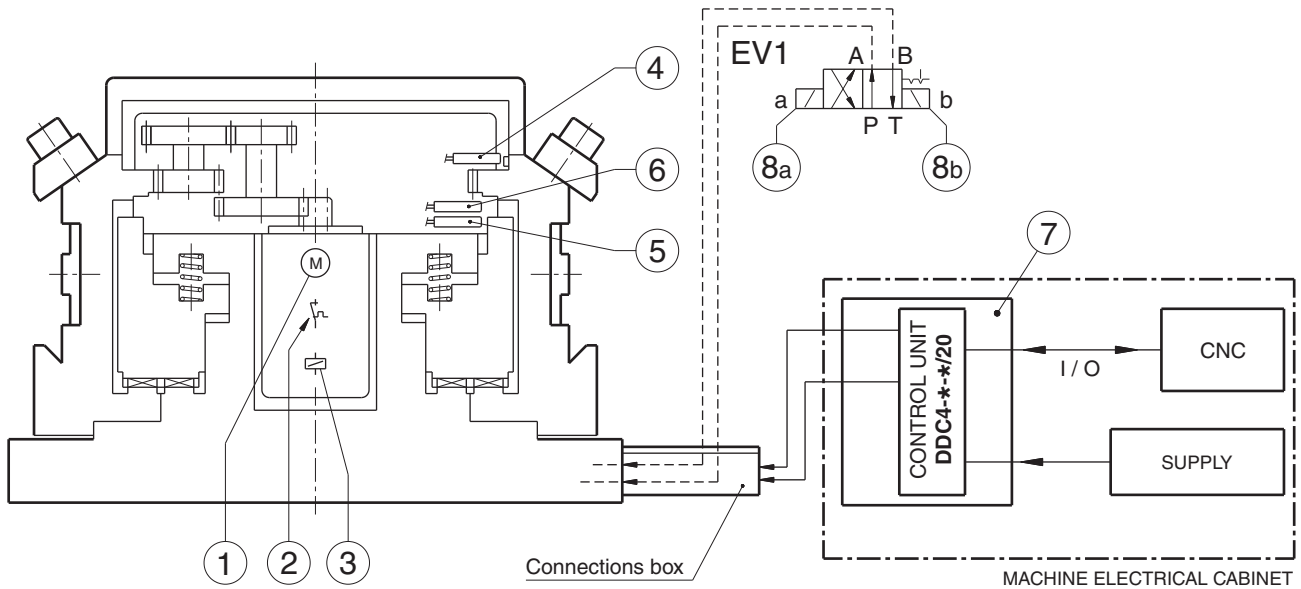 4
EV1
A
B
a
b
P
T
8a
8b
6
5
7
M
CONTROL UNIT
DDC4-*-*/20
I / O
CNC
SUPPLY
1
2
3
Connections box
MACHINE ELECTRICAL CABINET